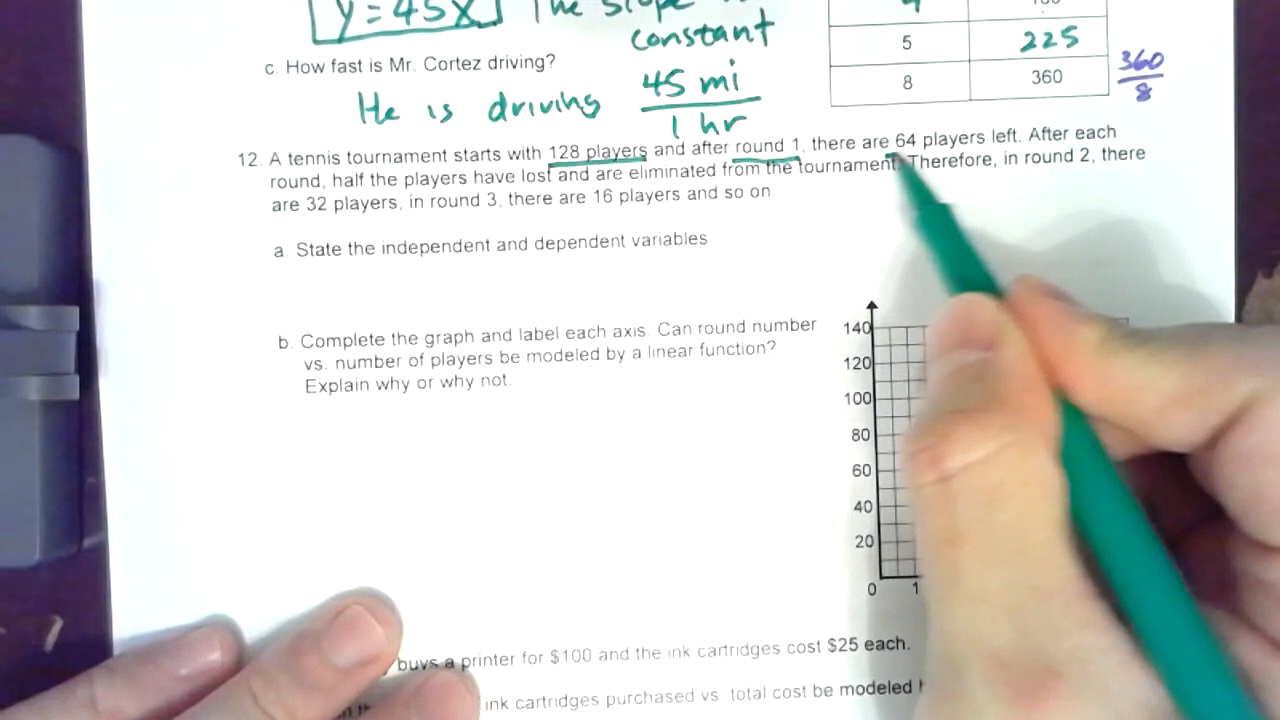 y = 45x The slope
constant
c. How fast is Mr. Cortez driving?
45 mi
He is driving
1 hr
5 225
8 360
360
8
12. A tennis tournament starts with 128 players and after round 1, there are 64 players left. After each
round, half the players have lost and are eliminated from the tournament. Therefore, in round 2, there
are 32 players, in round 3, there are 16 players and so on.
a. State the independent and dependent variables
b. Complete the graph and label each axis. Can round number
vs. number of players be modeled by a linear function?
Explain why or why not.
140
120
100
80
60
40
20
0 1
buys a printer for $100 and the ink cartridges cost $25 each.
ink cartridges purchased vs total cost be modeled